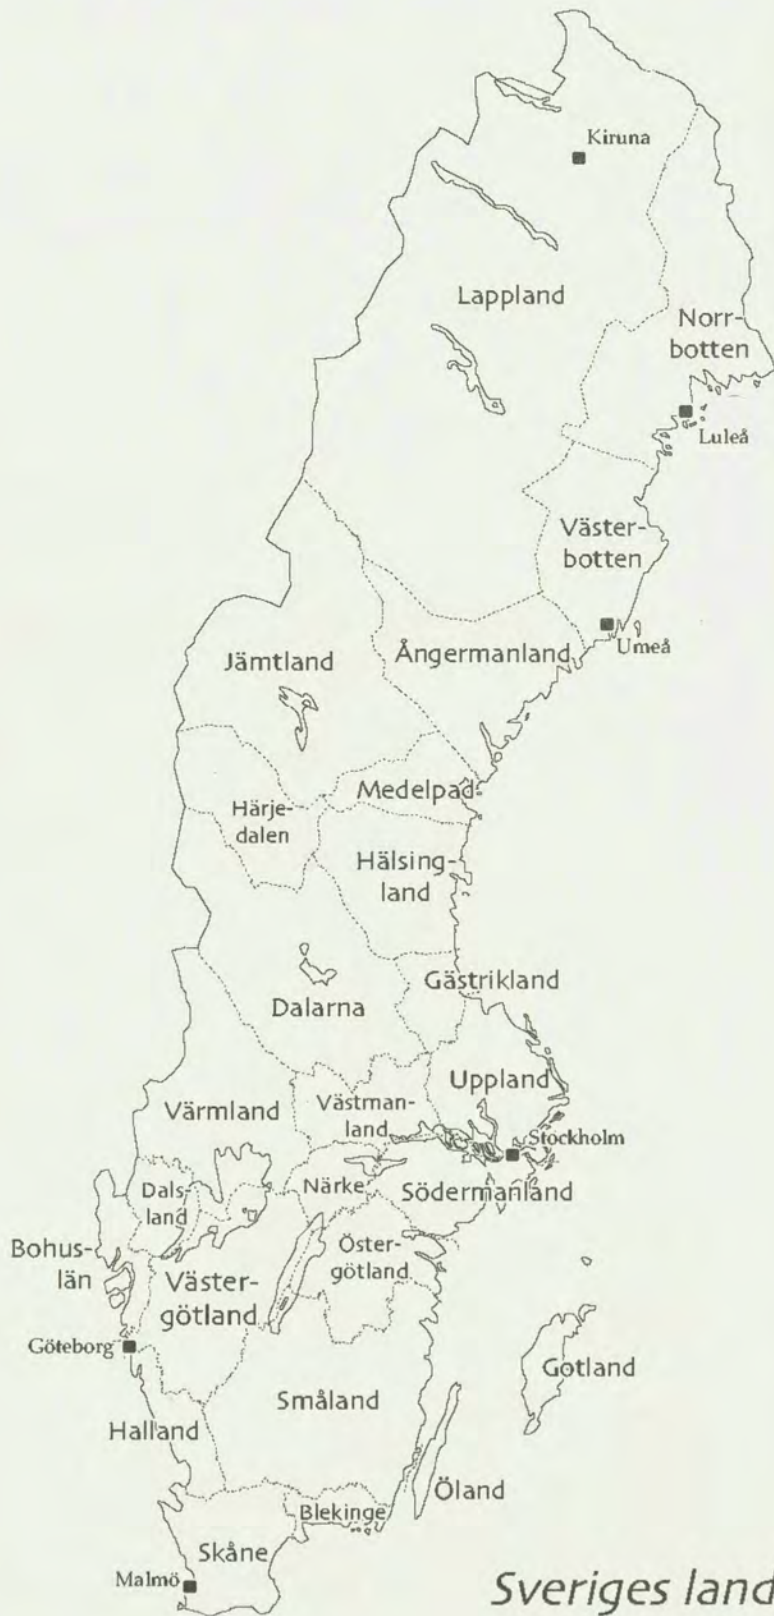 Kiruna
Lappland
Norr-
botten
Luleå
Väster-
botten
Umeå
Ångermanland
Jämtland
Medelpad
Härje-
dalen
Hälsing-
land
Gästrikland
Dalarna
Uppland
Värmland
Västman-
land
Stockholm
Dals-
land
Närke
Södermanland
Bohus-
län
Öster-
götland
Väster-
götland
Göteborg
Gotland
Småland
Halland
Öland
Blekinge
Skåne
Malmö
Sveriges land